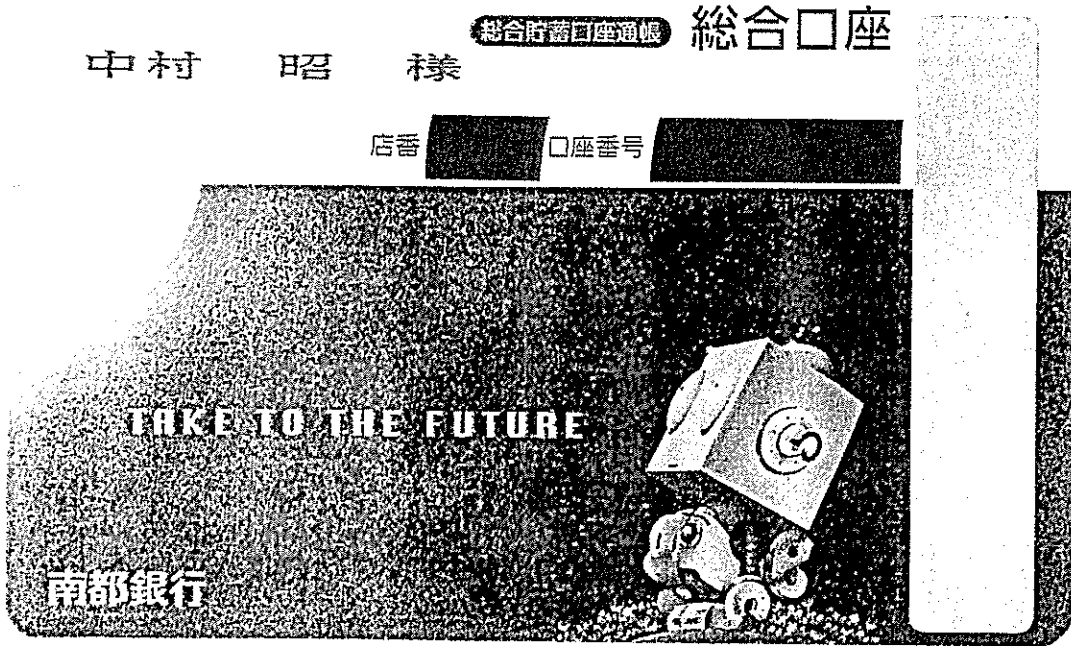 総合貯蓄口座通帳 総合口座
中村 昭 様
店番 口座番号
TAKE TO THE FUTURE
南都銀行